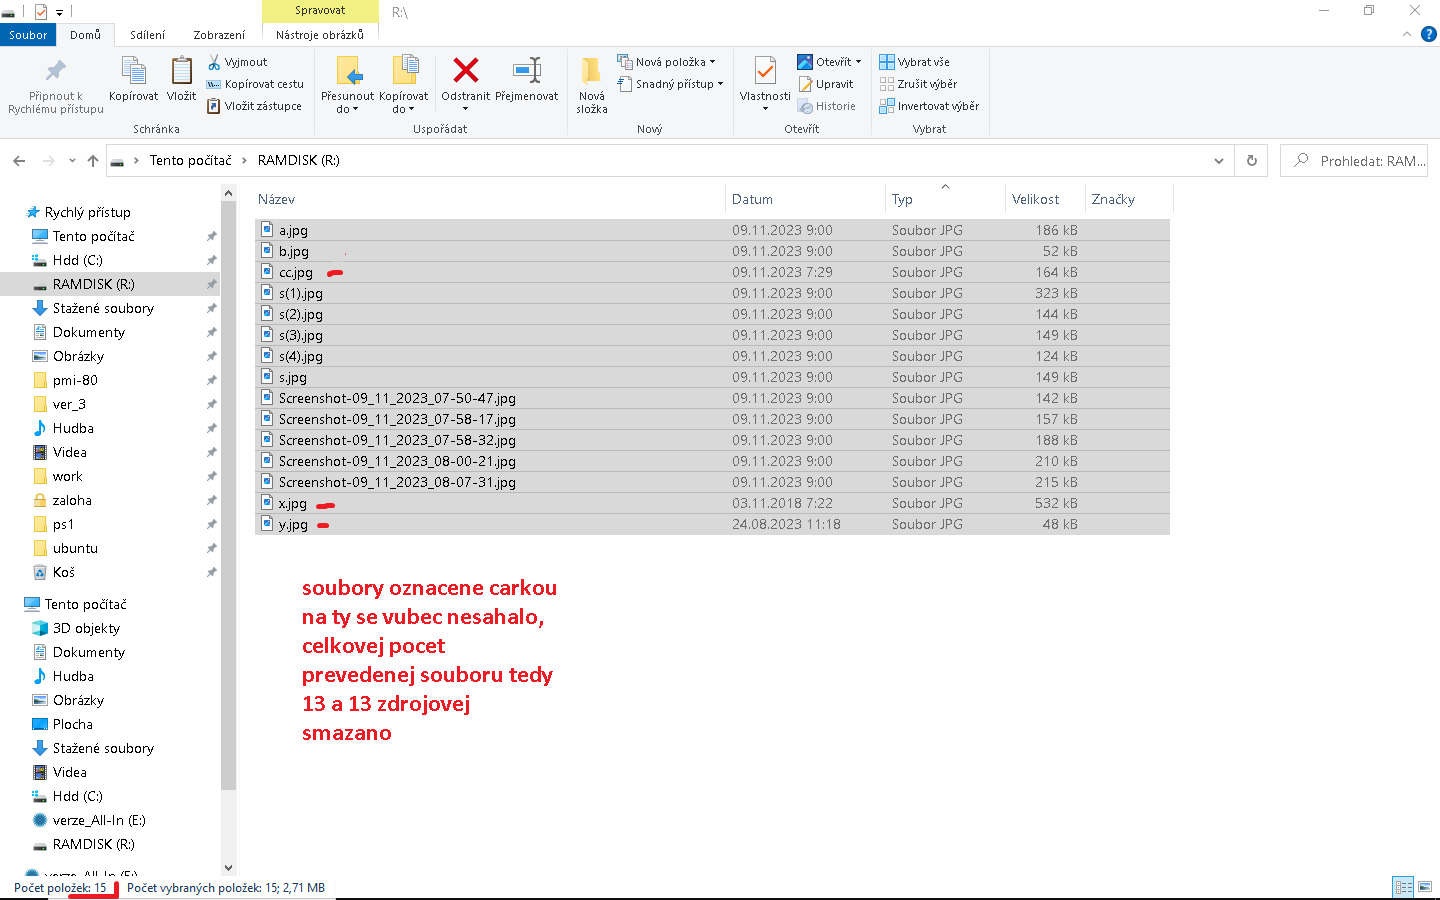 Spravovat
R:\
Soubor Domů Sdílení Zobrazení Nástroje obrázků
Připnout k Rychlému přístupu
Kopírovat
Vložit
Vyjmout
Kopírovat cestu
Vložit zástupce
Schránka
Přesunout do
Kopírovat do
Odstranit
Přejmenovat
Uspořádat
Nová složka
Nová položka
Snadný přístup
Nový
Vlastnosti
Otevřít
Upravit
Historie
Otevřít
Vybrat vše
Zrušit výběr
Invertovat výběr
Vybrat
Tento počítač > RAMDISK (R:)
Prohledat: RAM...
Rychlý přístup
Tento počítač
Hdd (C:)
RAMDISK (R:)
Stažené soubory
Dokumenty
Obrázky
pmi-80
ver_3
Hudba
Videa
work
zaloha
ps1
ubuntu
Koš
Tento počítač
3D objekty
Dokumenty
Hudba
Obrázky
Plocha
Stažené soubory
Videa
Hdd (C:)
verze_All-In (E:)
RAMDISK (R:)
verze_All-In (E:)
Název Datum Typ Velikost Značky
a.jpg 09.11.2023 9:00 Soubor JPG 186 kB
b.jpg 09.11.2023 9:00 Soubor JPG 52 kB
cc.jpg 09.11.2023 7:29 Soubor JPG 164 kB
s(1).jpg 09.11.2023 9:00 Soubor JPG 323 kB
s(2).jpg 09.11.2023 9:00 Soubor JPG 144 kB
s(3).jpg 09.11.2023 9:00 Soubor JPG 149 kB
s(4).jpg 09.11.2023 9:00 Soubor JPG 124 kB
s.jpg 09.11.2023 9:00 Soubor JPG 149 kB
Screenshot-09_11_2023_07-50-47.jpg 09.11.2023 9:00 Soubor JPG 142 kB
Screenshot-09_11_2023_07-58-17.jpg 09.11.2023 9:00 Soubor JPG 157 kB
Screenshot-09_11_2023_07-58-32.jpg 09.11.2023 9:00 Soubor JPG 188 kB
Screenshot-09_11_2023_08-00-21.jpg 09.11.2023 9:00 Soubor JPG 210 kB
Screenshot-09_11_2023_08-07-31.jpg 09.11.2023 9:00 Soubor JPG 215 kB
x.jpg 03.11.2018 7:22 Soubor JPG 532 kB
y.jpg 24.08.2023 11:18 Soubor JPG 48 kB
soubory oznacene carkou
na ty se vubec nesahalo,
celkovej pocet
prevedenej souboru tedy
13 a 13 zdrojovej
smazano
Počet položek: 15 Počet vybraných položek: 15; 2,71 MB